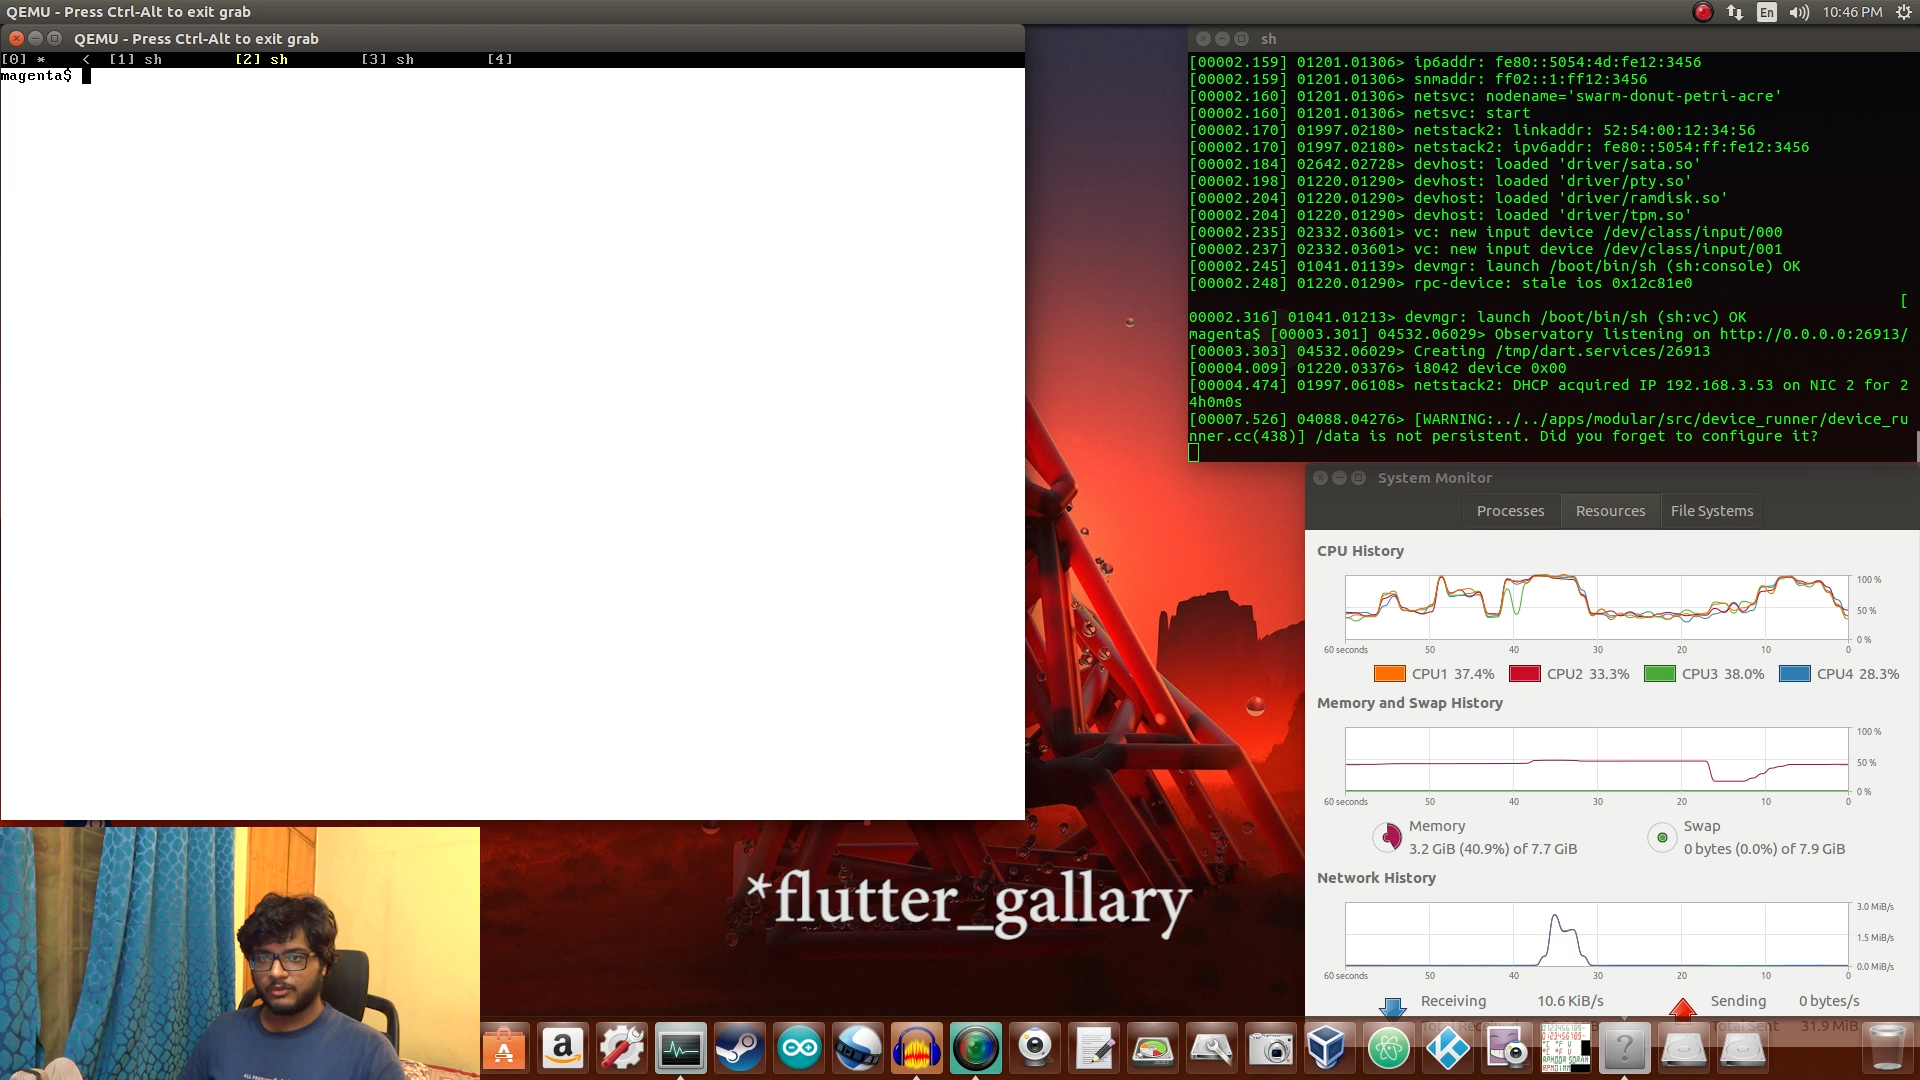 QEMU - Press Ctrl-Alt to exit grab
En 10:46 PM
QEMU - Press Ctrl-Alt to exit grab
[0] * < [1] sh [2] sh [3] sh [4]
magenta$
sh
[00002.159] 01201.01306> ip6addr: fe80::5054:4d:fe12:3456
[00002.159] 01201.01306> snmaddr: ff02::1:ff12:3456
[00002.160] 01201.01306> netsvc: nodename='swarm-donut-petri-acre'
[00002.160] 01201.01306> netsvc: start
[00002.170] 01997.02180> netstack2: linkaddr: 52:54:00:12:34:56
[00002.170] 01997.02180> netstack2: ipv6addr: fe80::5054:ff:fe12:3456
[00002.184] 02642.02728> devhost: loaded 'driver/sata.so'
[00002.198] 01220.01290> devhost: loaded 'driver/pty.so'
[00002.204] 01220.01290> devhost: loaded 'driver/ramdisk.so'
[00002.204] 01220.01290> devhost: loaded 'driver/tpm.so'
[00002.235] 02332.03601> vc: new input device /dev/class/input/000
[00002.237] 02332.03601> vc: new input device /dev/class/input/001
[00002.245] 01041.01139> devmgr: launch /boot/bin/sh (sh:console) OK
[00002.248] 01220.01290> rpc-device: stale ios 0x12c81e0
[
00002.316] 01041.01213> devmgr: launch /boot/bin/sh (sh:vc) OK
magenta$ [00003.301] 04532.06029> Observatory listening on http://0.0.0.0:26913/
[00003.303] 04532.06029> Creating /tmp/dart.services/26913
[00004.009] 01220.03376> i8042 device 0x00
[00004.474] 01997.06108> netstack2: DHCP acquired IP 192.168.3.53 on NIC 2 for 2
4h0m0s
[00007.526] 04088.04276> [WARNING:../../apps/modular/src/device_runner/device_ru
nner.cc(438)] /data is not persistent. Did you forget to configure it?
System Monitor
Processes Resources File Systems
CPU History
100 %
50 %
0 %
60 seconds 50 40 30 20 10 0
CPU1 37.4% CPU2 33.3% CPU3 38.0% CPU4 28.3%
Memory and Swap History
100 %
50 %
0 %
60 seconds 50 40 30 20 10 0
Memory Swap
3.2 GiB (40.9%) of 7.7 GiB 0 bytes (0.0%) of 7.9 GiB
Network History
3.0 MiB/s
1.5 MiB/s
0.0 MiB/s
60 seconds 50 40 30 20 10 0
Receiving 10.6 KiB/s Sending 0 bytes/s
Total Sent 31.9 MiB
*flutter_gallary